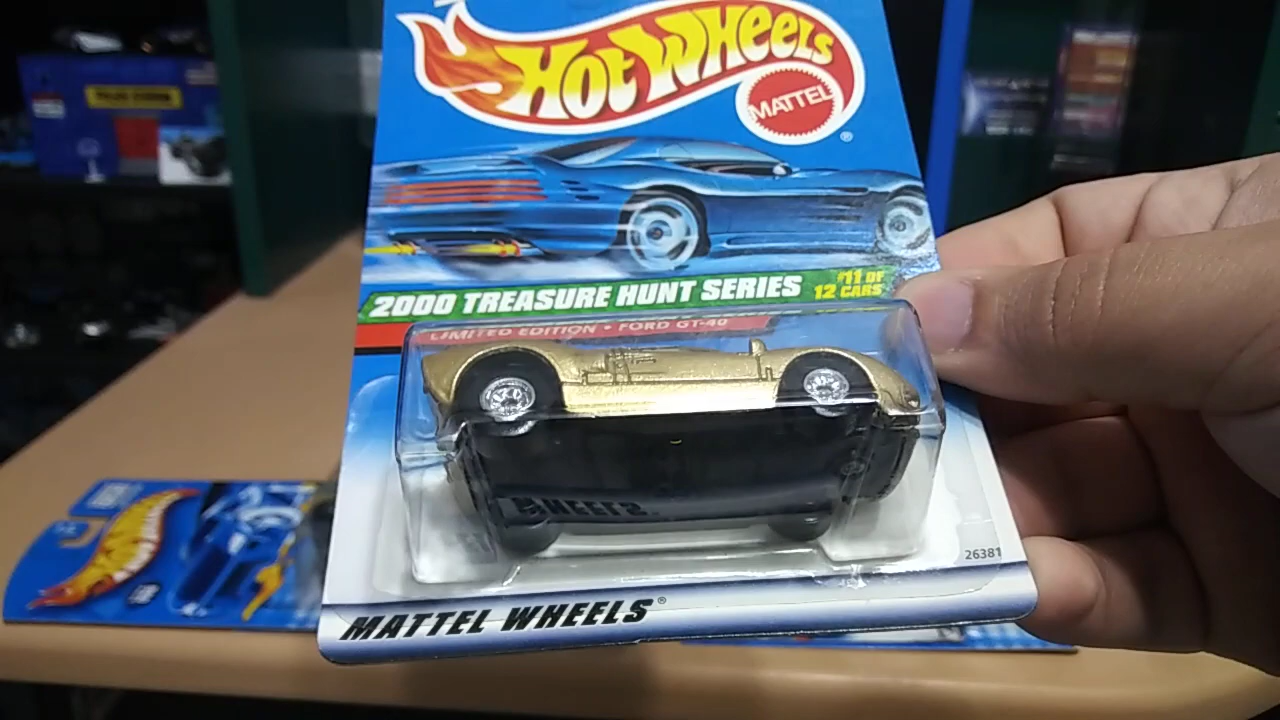 HOT WHEELS
MATTEL
®
2000 TREASURE HUNT SERIES
#11 OF
12 CARS
LIMITED EDITION • FORD GT-40
WHEELS
26381
MATTEL WHEELS®